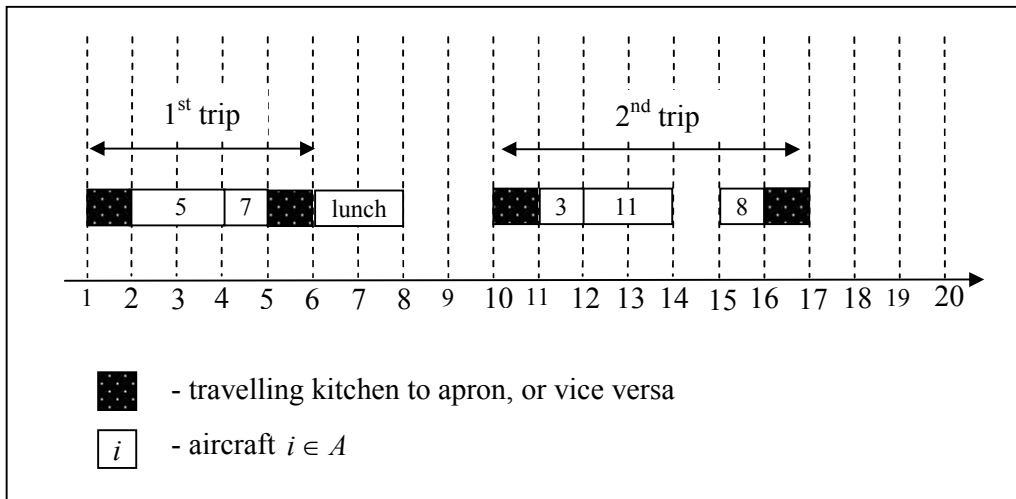 1st trip 2nd trip
5 7 lunch 3 11 8
1 2 3 4 5 6 7 8 9 10 11 12 13 14 15 16 17 18 19 20
- travelling kitchen to apron, or vice versa
i - aircraft i ∈ A